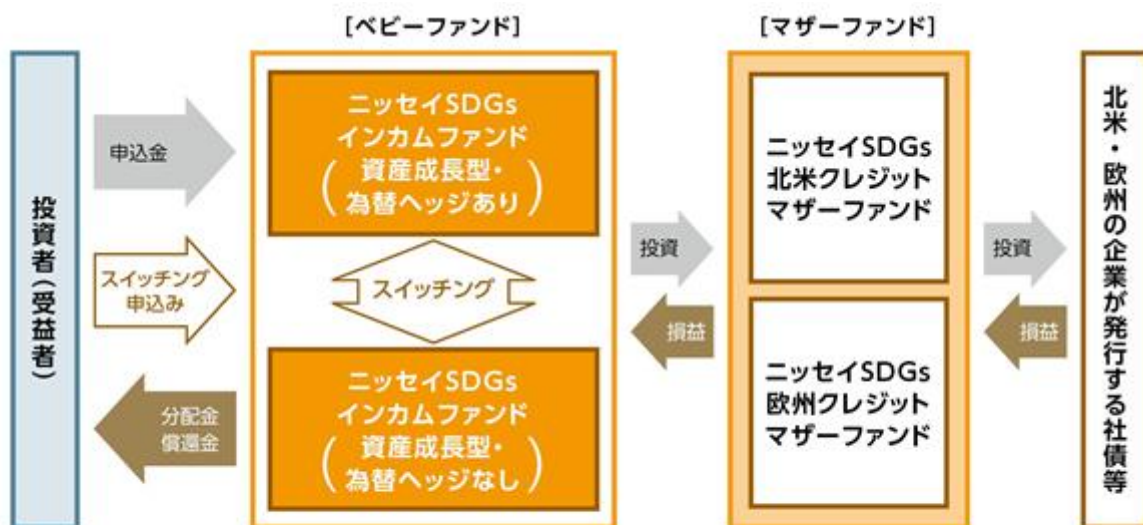 [ベビーファンド]
[マザーファンド]
投資者(受益者)
申込金
スイッチング
申込み
分配金
償還金
ニッセイSDGs
インカムファンド
(資産成長型・
為替ヘッジあり)
スイッチング
ニッセイSDGs
インカムファンド
(資産成長型・
為替ヘッジなし)
投資
損益
ニッセイSDGs
北米クレジット
マザーファンド
ニッセイSDGs
欧州クレジット
マザーファンド
投資
損益
北米・欧州の企業が発行する社債等